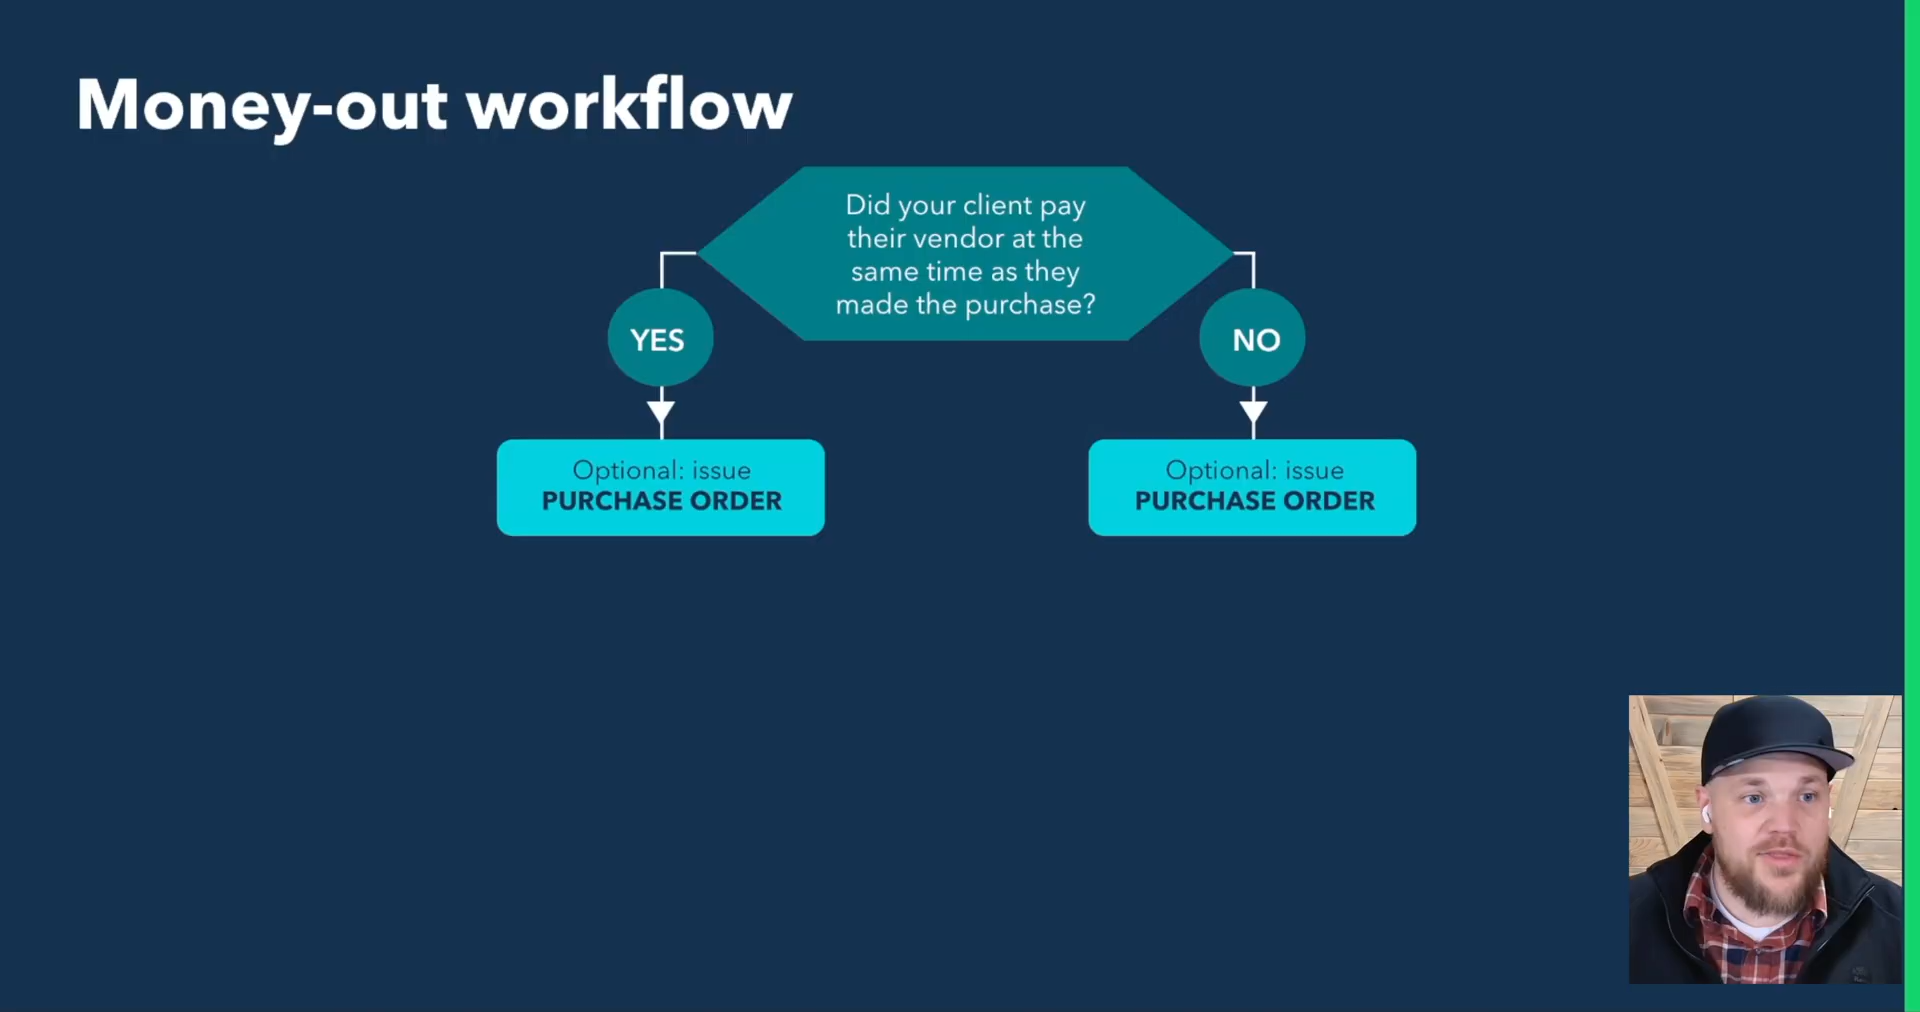 Money-out workflow
Did your client pay
their vendor at the
same time as they
made the purchase?
YES
NO
Optional: issue
PURCHASE ORDER
Optional: issue
PURCHASE ORDER